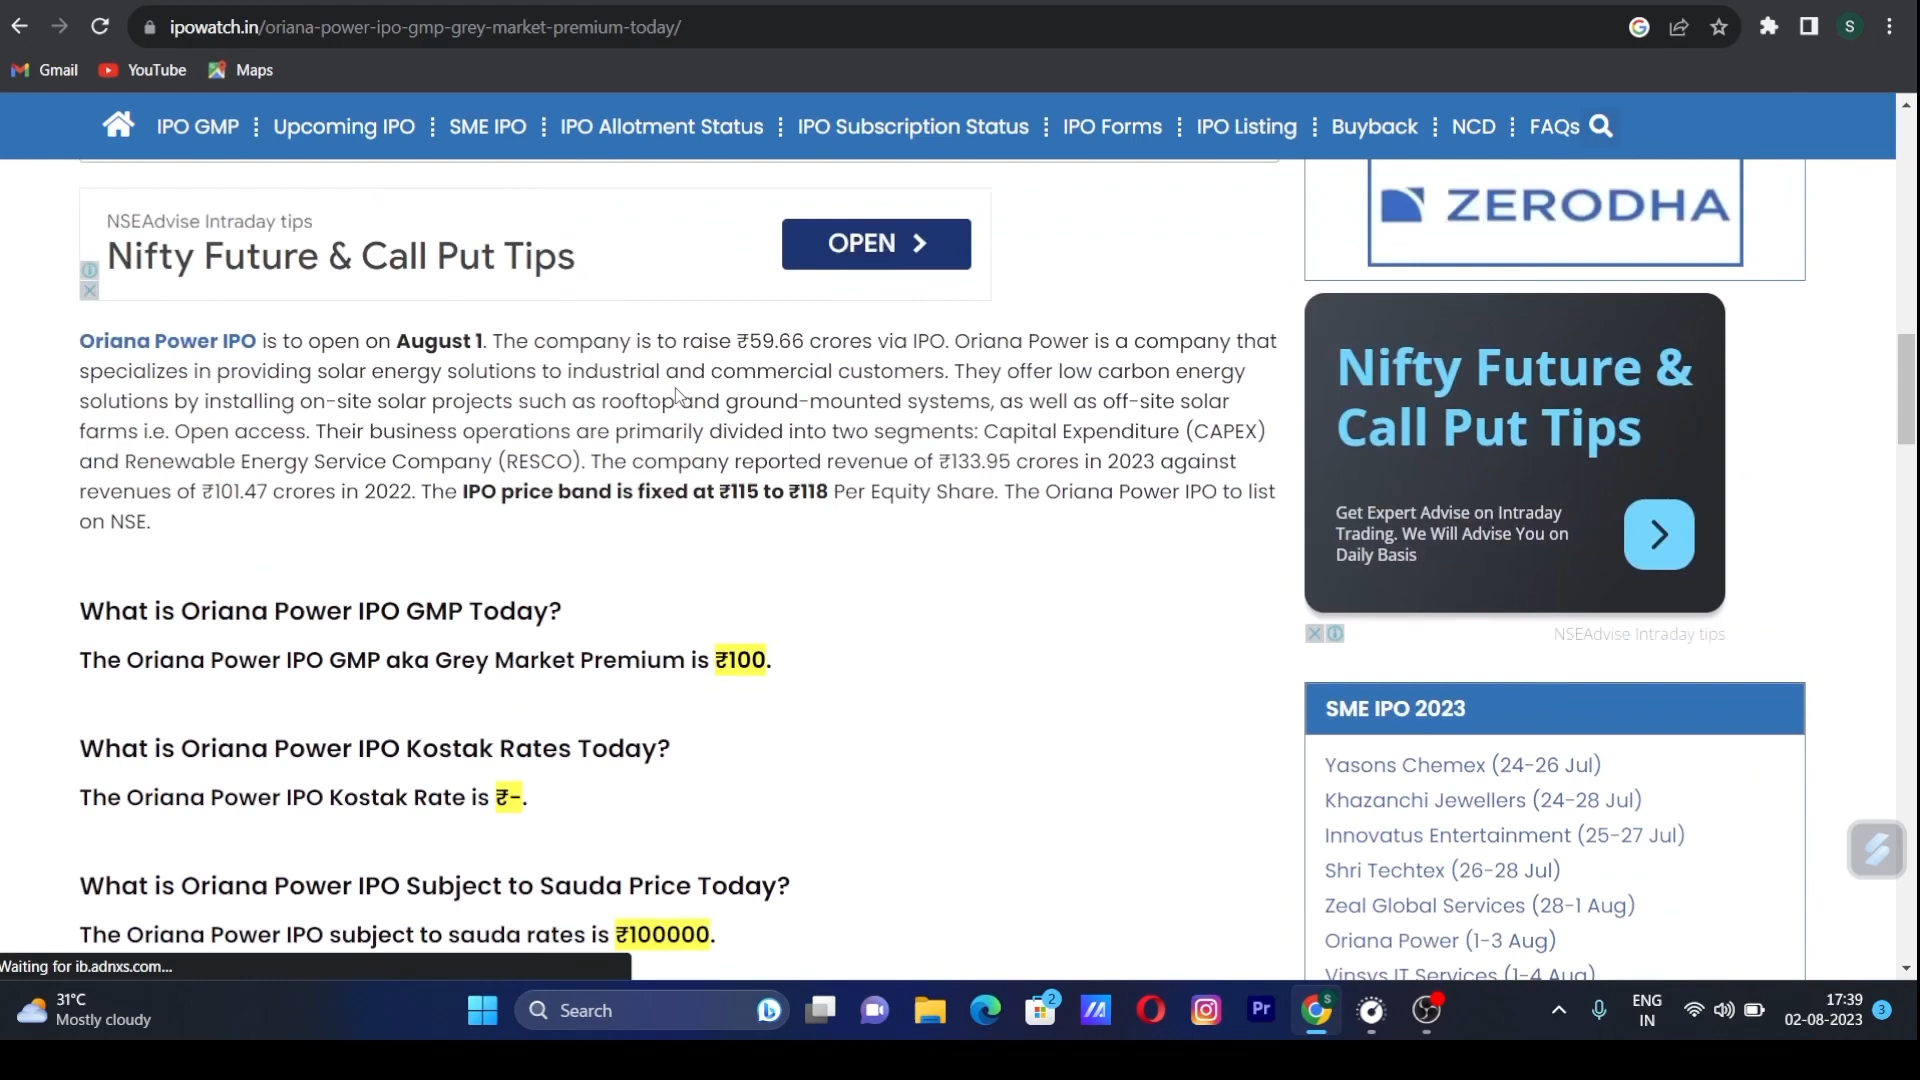 ipowatch.in/oriana-power-ipo-gmp-grey-market-premium-today/
S
Gmail YouTube Maps
IPO GMP Upcoming IPO SME IPO IPO Allotment Status IPO Subscription Status IPO Forms IPO Listing Buyback NCD FAQs
NSEAdvise Intraday tips
Nifty Future & Call Put Tips
OPEN
ZERODHA
Oriana Power IPO is to open on August 1. The company is to raise ₹59.66 crores via IPO. Oriana Power is a company that
specializes in providing solar energy solutions to industrial and commercial customers. They offer low carbon energy
solutions by installing on-site solar projects such as rooftop and ground-mounted systems, as well as off-site solar
farms i.e. Open access. Their business operations are primarily divided into two segments: Capital Expenditure (CAPEX)
and Renewable Energy Service Company (RESCO). The company reported revenue of ₹133.95 crores in 2023 against
revenues of ₹101.47 crores in 2022. The IPO price band is fixed at ₹115 to ₹118 Per Equity Share. The Oriana Power IPO to list
on NSE.
What is Oriana Power IPO GMP Today?
The Oriana Power IPO GMP aka Grey Market Premium is ₹100.
What is Oriana Power IPO Kostak Rates Today?
The Oriana Power IPO Kostak Rate is ₹-.
What is Oriana Power IPO Subject to Sauda Price Today?
The Oriana Power IPO subject to sauda rates is ₹100000.
Nifty Future &
Call Put Tips
Get Expert Advise on Intraday
Trading. We Will Advise You on
Daily Basis
NSEAdvise Intraday tips
SME IPO 2023
Yasons Chemex (24-26 Jul)
Khazanchi Jewellers (24-28 Jul)
Innovatus Entertainment (25-27 Jul)
Shri Techtex (26-28 Jul)
Zeal Global Services (28-1 Aug)
Oriana Power (1-3 Aug)
Vinsys IT Services (1-4 Aug)
Waiting for ib.adnxs.com...
31°C
Mostly cloudy
Search
2
Pr
S
ENG
IN
17:39
02-08-2023
3